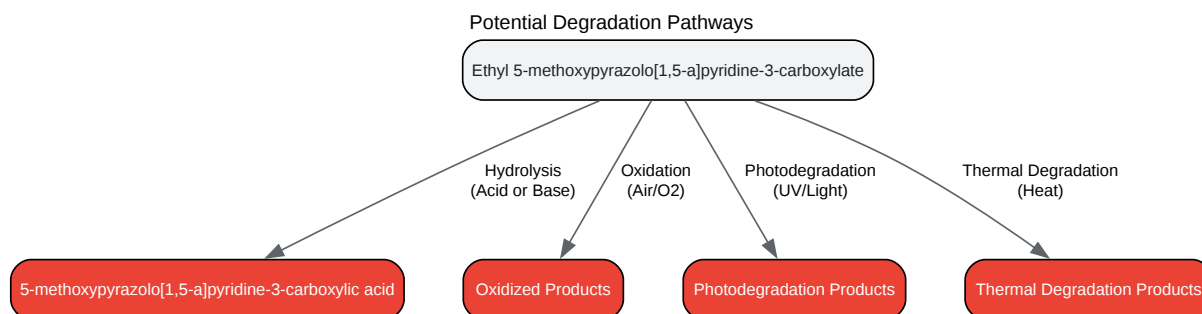 Potential Degradation Pathways
Ethyl 5-methoxypyrazolo[1,5-a]pyridine-3-carboxylate
Hydrolysis
(Acid or Base)
Oxidation
(Air/O2)
Photodegradation
(UV/Light)
Thermal Degradation
(Heat)
5-methoxypyrazolo[1,5-a]pyridine-3-carboxylic acid
Oxidized Products
Photodegradation Products
Thermal Degradation Products